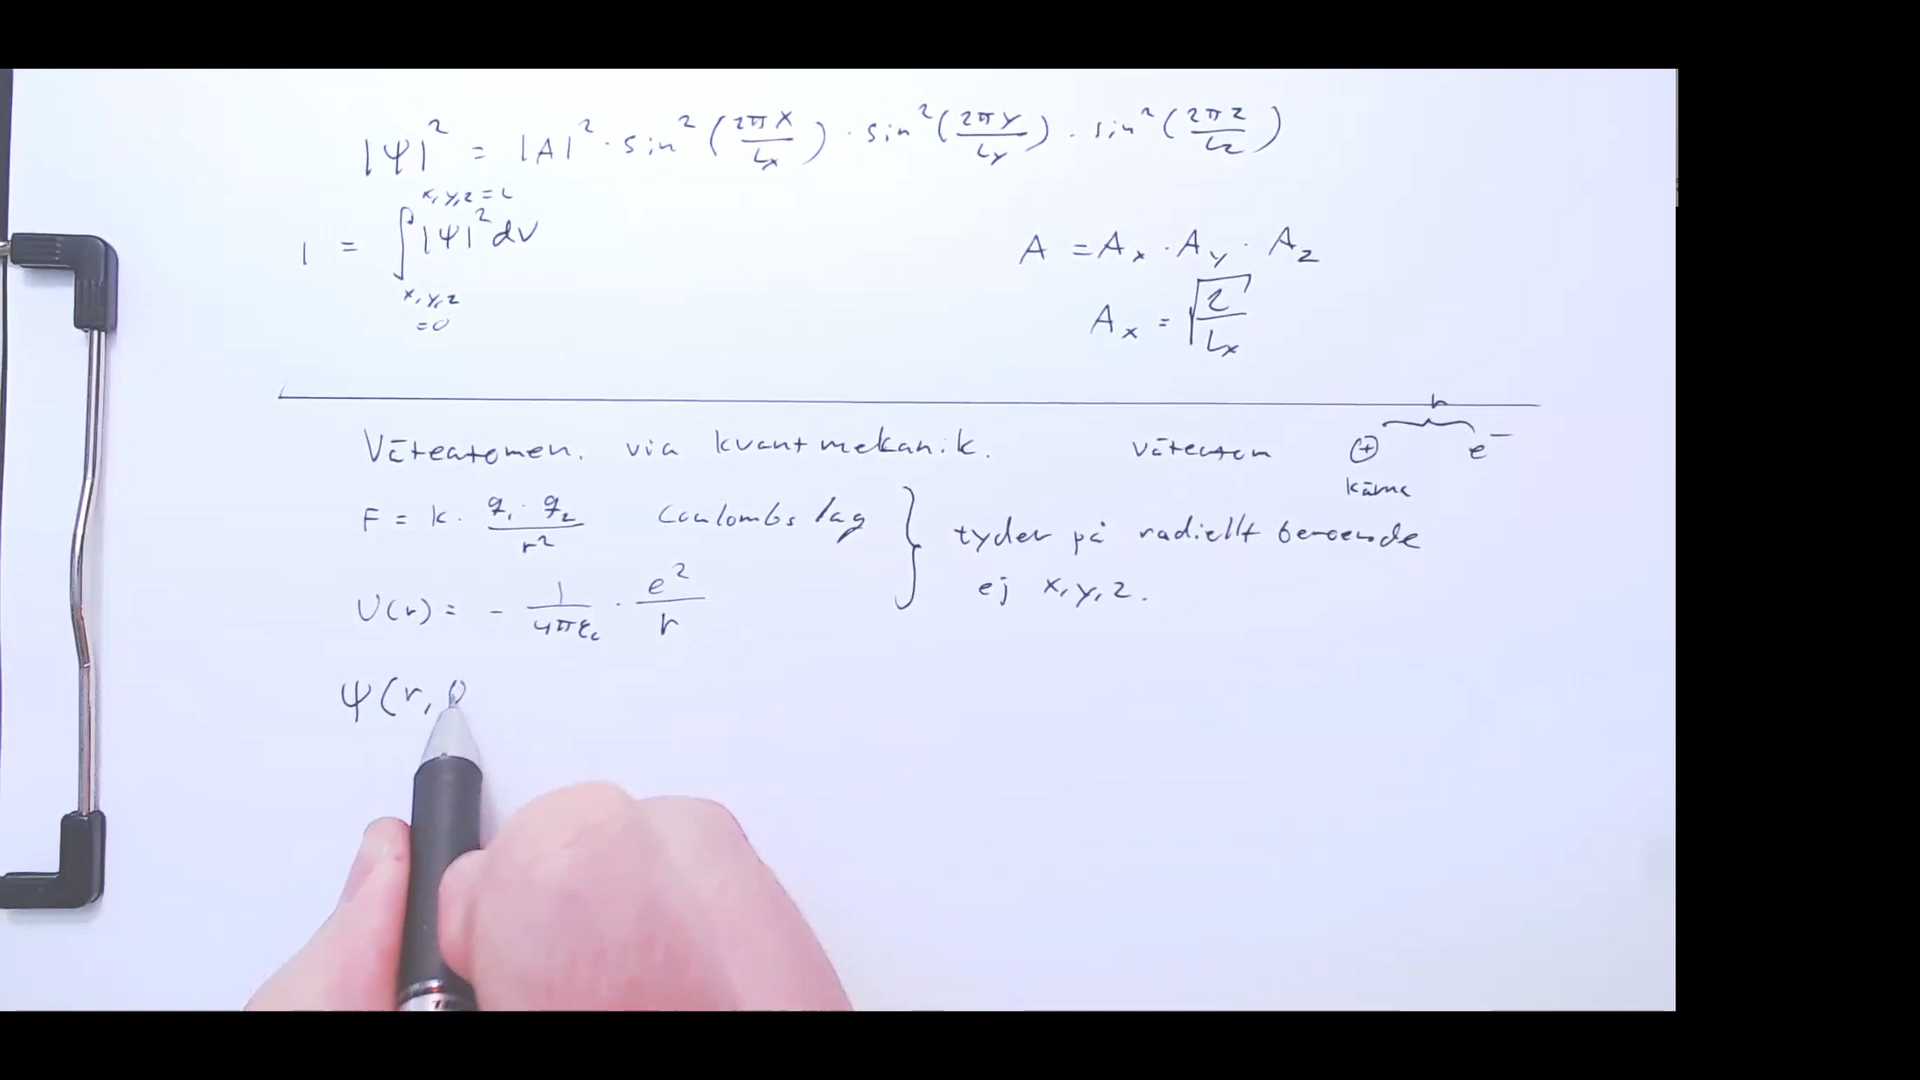 |Ψ|² = |A|² · sin² (2πx/Lx) · sin² (2πy/Ly) · sin² (2πz/Lz)
x,y,z = L
1 = ∫ |Ψ|² dV
x,y,z
=0
A = Ax · Ay · Az
Ax = √(2/Lx)
Väteatomen. via kvantmekanik.
väteatom
r
⊕ e⁻
kärna
F = k · q₁ · q₂ / r² Coulombs lag
U(r) = - 1/4πε₀ · e²/r
} tyder på radiellt beroende
ej x,y,z.
Ψ(r,